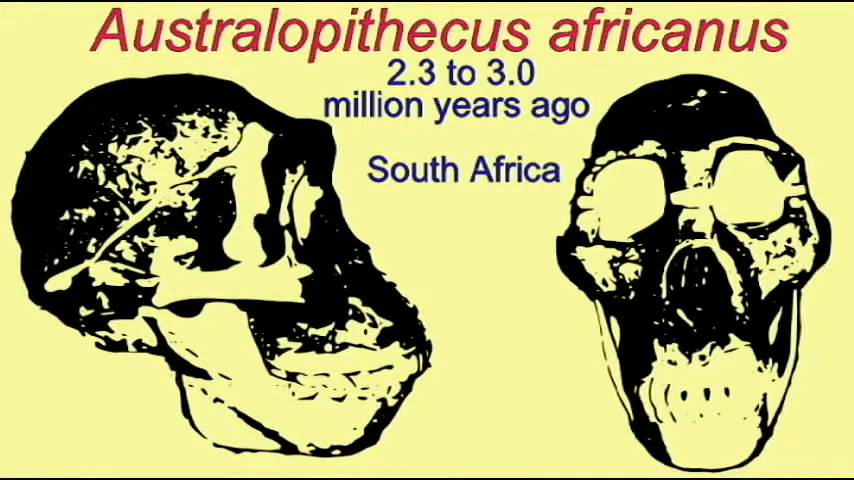 Australopithecus africanus
2.3 to 3.0
million years ago
South Africa